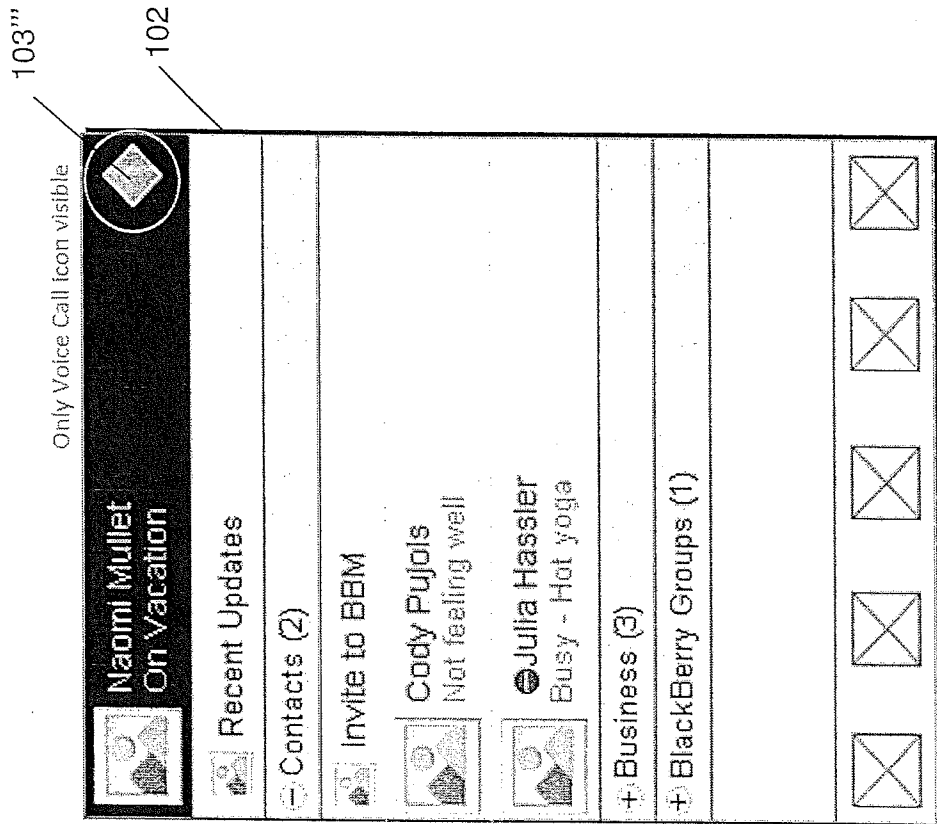 103'''
102
Only Voice Call icon visible
Naomi Mullet
On Vacation
Recent Updates
Contacts (2)
Invite to BBM
Cody Pujols
Not feeling well
Julia Hassler
Busy - Hot yoga
Business (3)
BlackBerry Groups (1)